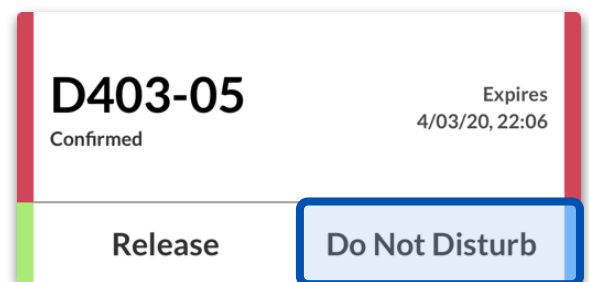 D403-05
Confirmed
Expires
4/03/20, 22:06
Release
Do Not Disturb